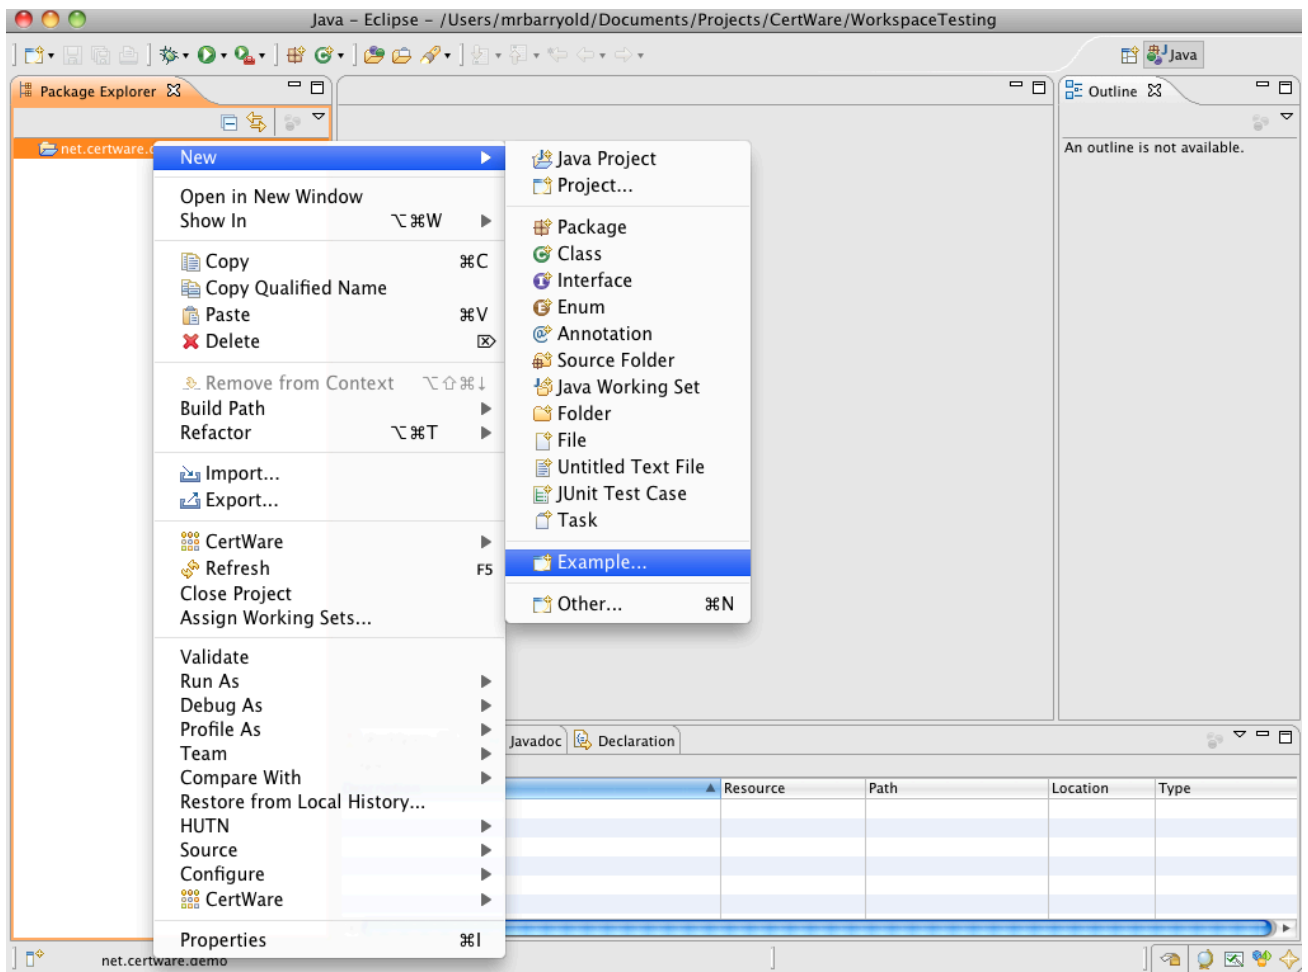 Java – Eclipse – /Users/mrbarryold/Documents/Projects/CertWare/WorkspaceTesting
Java
Package Explorer
Outline
An outline is not available.
net.certware.
New
Open in New Window
Show In ⌥⌘W
Copy ⌘C
Copy Qualified Name
Paste ⌘V
Delete ⌦
Remove from Context ⌥⇧⌘↓
Build Path
Refactor ⌥⌘T
Import...
Export...
CertWare
Refresh F5
Close Project
Assign Working Sets...
Validate
Run As
Debug As
Profile As
Team
Compare With
Restore from Local History...
HUTN
Source
Configure
CertWare
Properties ⌘I
Java Project
Project...
Package
Class
Interface
Enum
Annotation
Source Folder
Java Working Set
Folder
File
Untitled Text File
JUnit Test Case
Task
Example...
Other... ⌘N
Javadoc Declaration
Resource Path Location Type
net.certware.demo